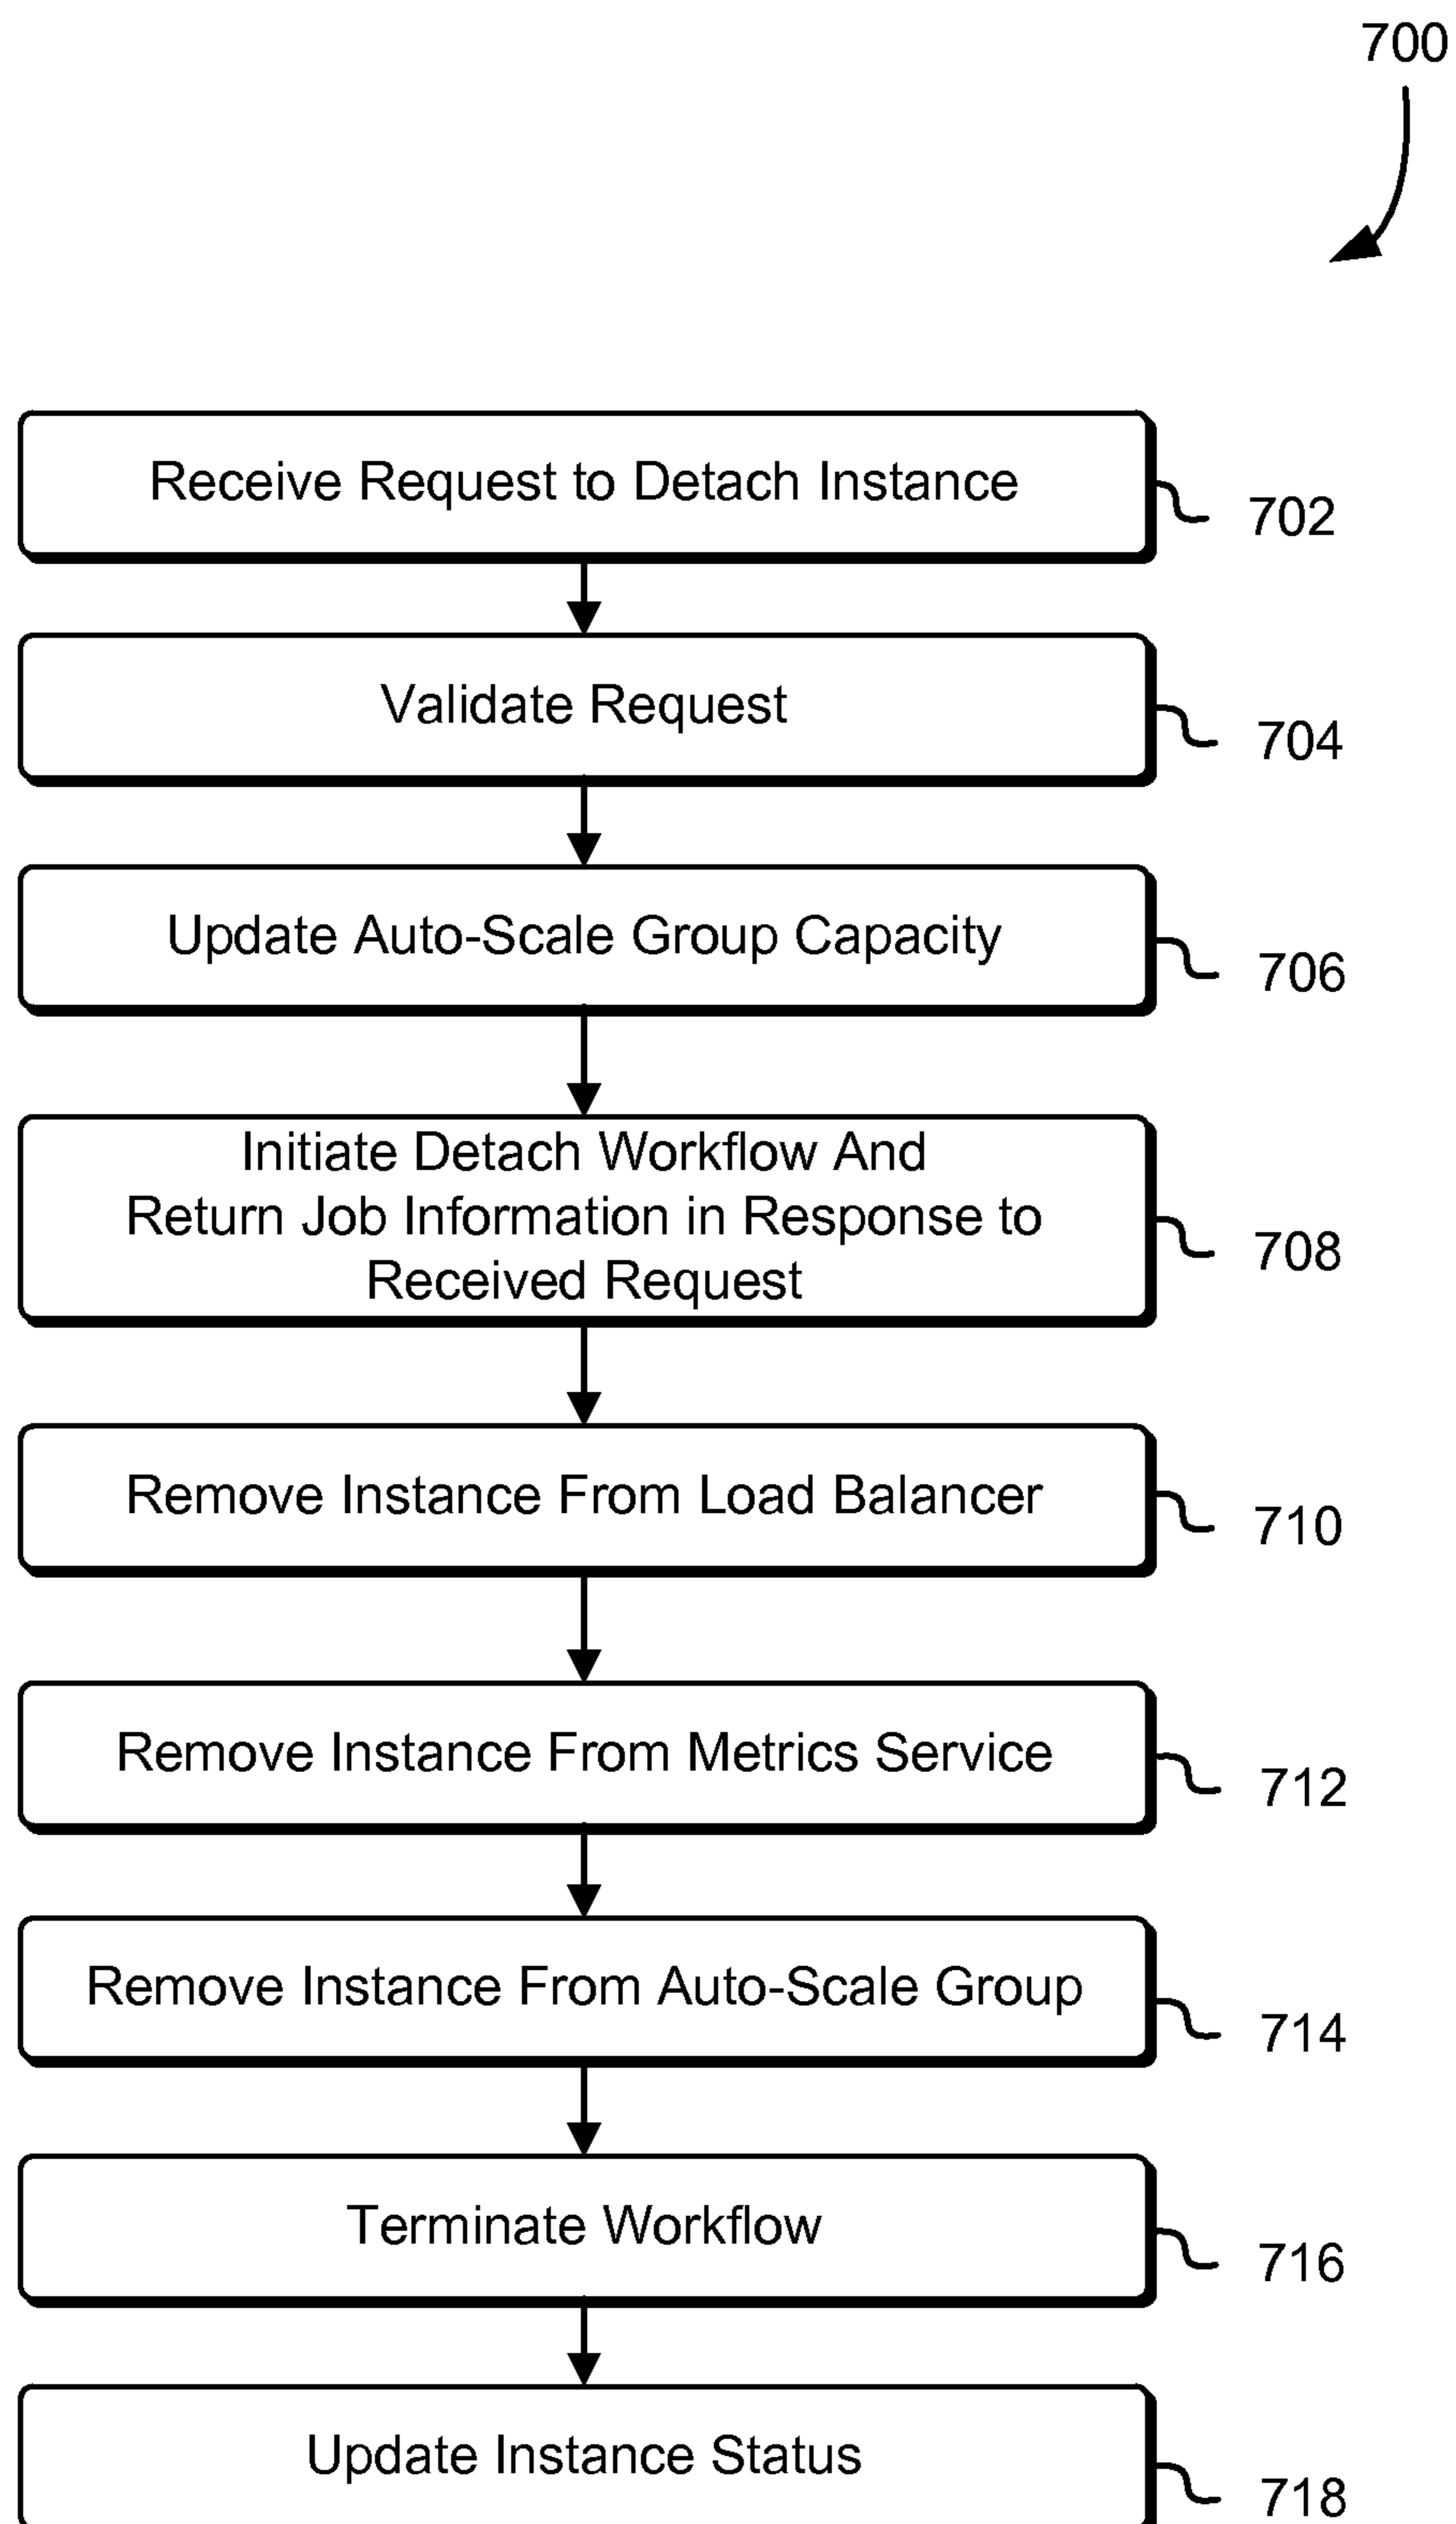 700
Receive Request to Detach Instance
702
Validate Request
704
Update Auto-Scale Group Capacity
706
Initiate Detach Workflow And
Return Job Information in Response to
Received Request
708
Remove Instance From Load Balancer
710
Remove Instance From Metrics Service
712
Remove Instance From Auto-Scale Group
714
Terminate Workflow
716
Update Instance Status
718